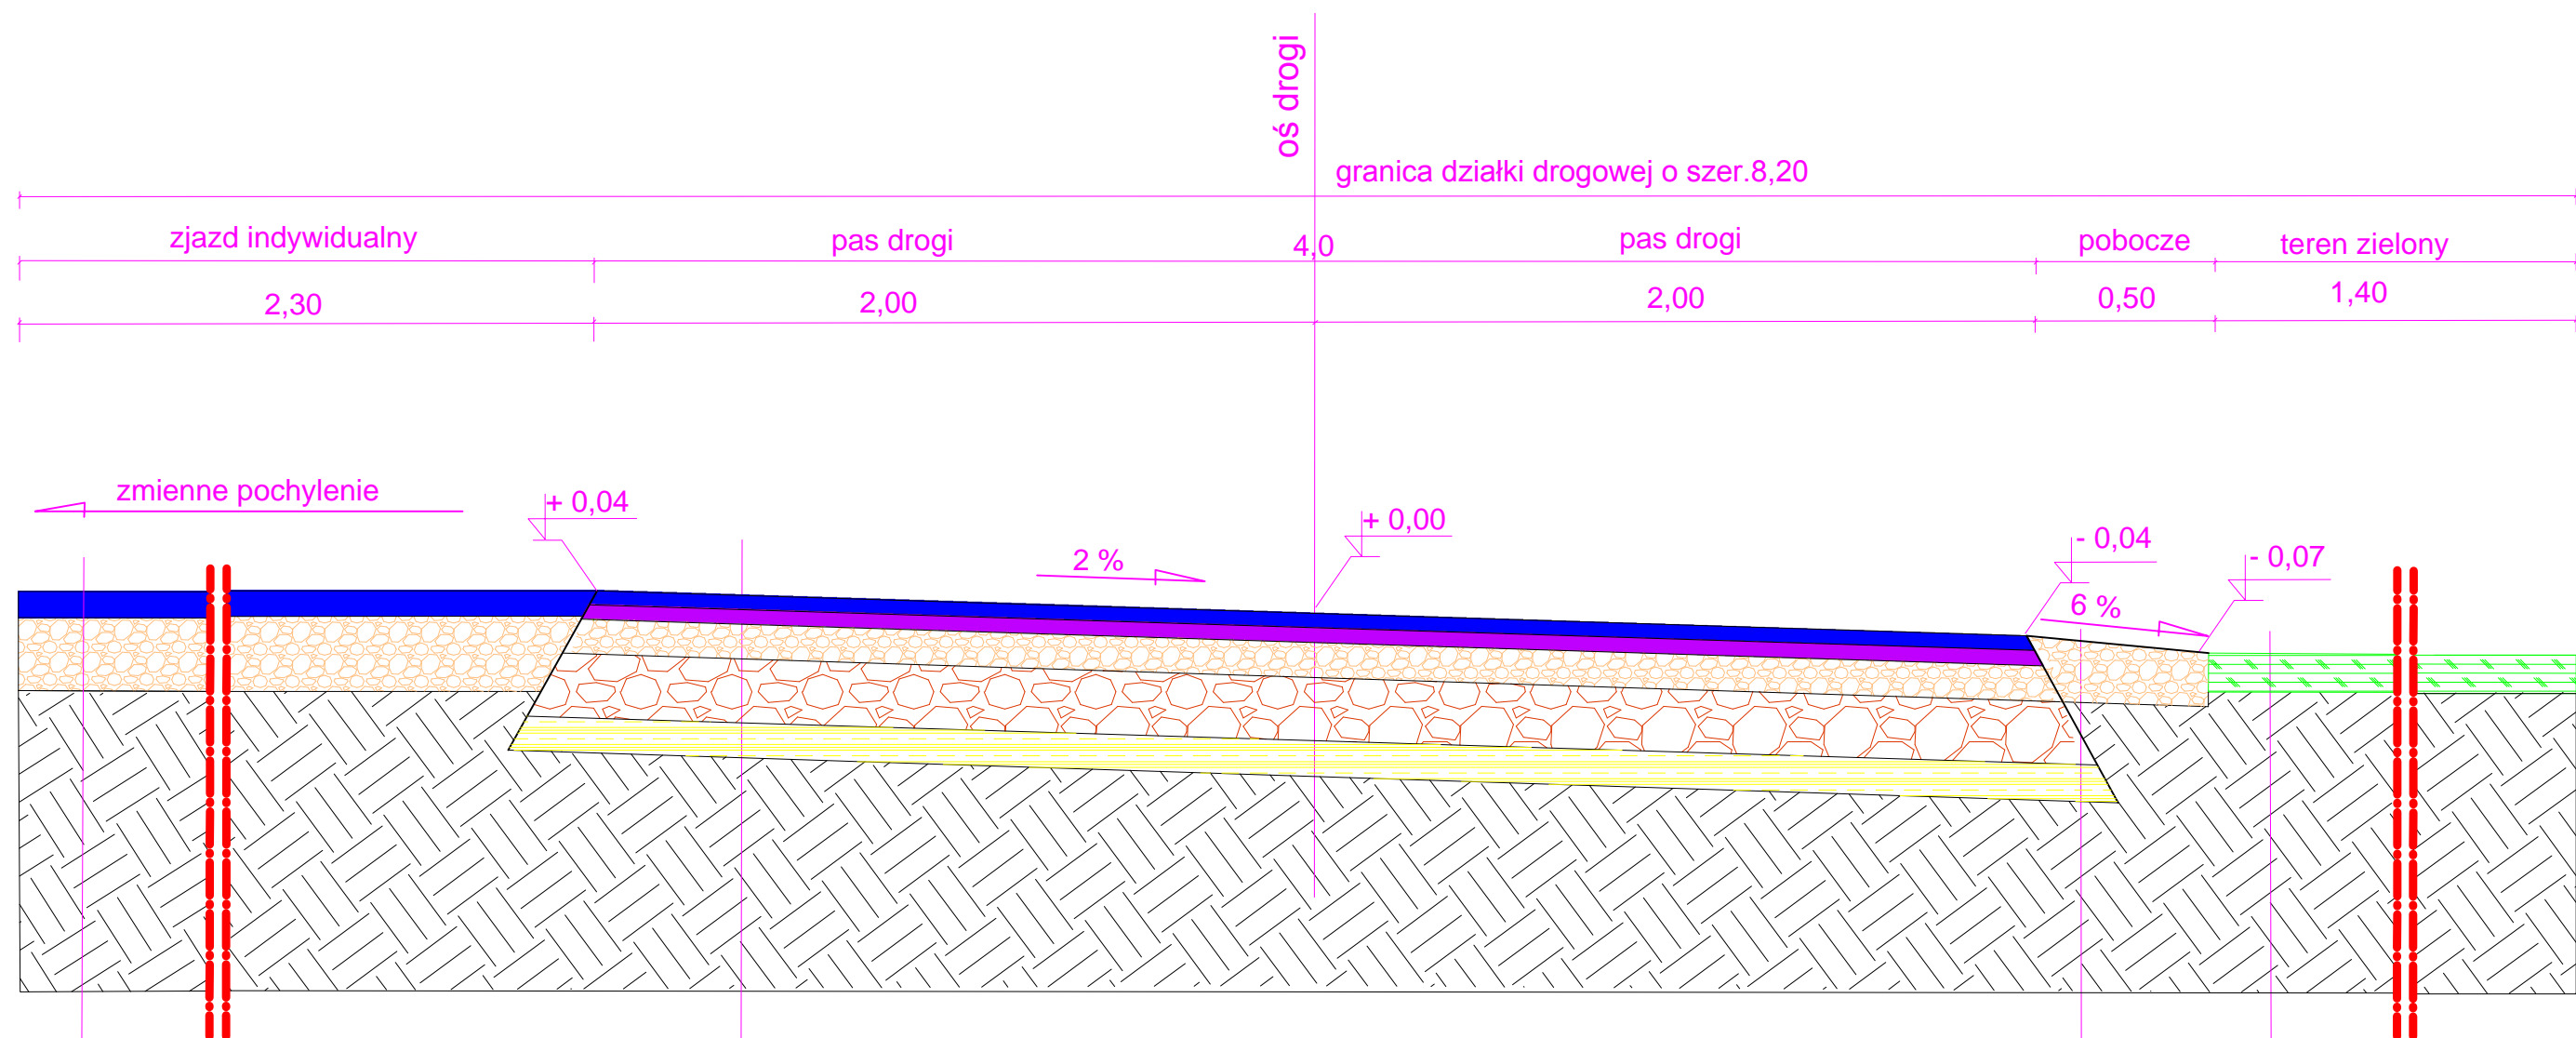 oś drogi
granica działki drogowej o szer.8,20
zjazd indywidualny
pas drogi
4,0
pas drogi
pobocze
teren zielony
2,30
2,00
2,00
0,50
1,40
zmienne pochylenie
+ 0,04
2 %
+ 0,00
- 0,04
6 %
- 0,07